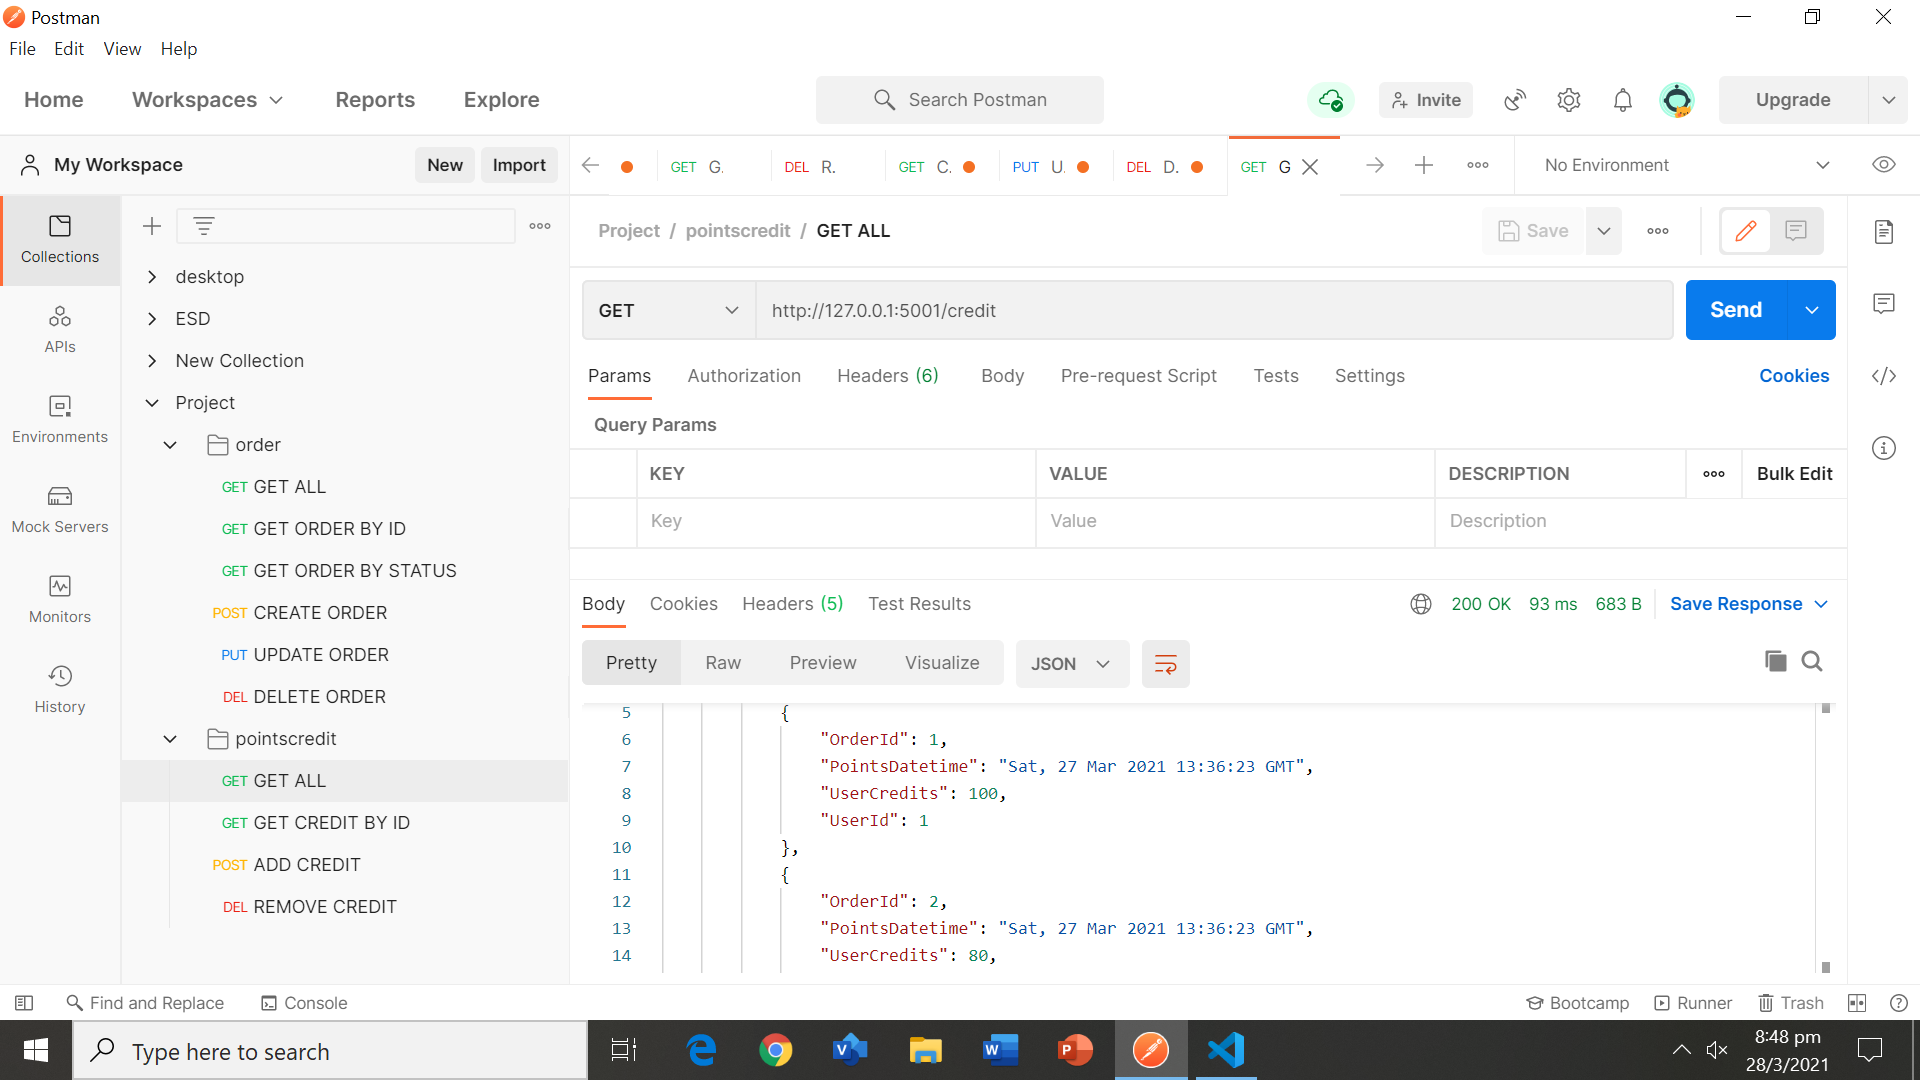 Postman
File Edit View Help
Home Workspaces Reports Explore Search Postman Invite Upgrade
My Workspace New Import GET G. DEL R. GET C. PUT U. DEL D. GET G No Environment
Project / pointscredit / GET ALL Save
Collections
APIs
Environments
Mock Servers
Monitors
History
desktop
ESD
New Collection
Project
order
GET GET ALL
GET GET ORDER BY ID
GET GET ORDER BY STATUS
POST CREATE ORDER
PUT UPDATE ORDER
DEL DELETE ORDER
pointscredit
GET GET ALL
GET GET CREDIT BY ID
POST ADD CREDIT
DEL REMOVE CREDIT
GET http://127.0.0.1:5001/credit Send
Params Authorization Headers (6) Body Pre-request Script Tests Settings Cookies
Query Params
KEY VALUE DESCRIPTION Bulk Edit
Key Value Description
Body Cookies Headers (5) Test Results 200 OK 93 ms 683 B Save Response
Pretty Raw Preview Visualize JSON
5 {
6 "OrderId": 1,
7 "PointsDatetime": "Sat, 27 Mar 2021 13:36:23 GMT",
8 "UserCredits": 100,
9 "UserId": 1
10 },
11 {
12 "OrderId": 2,
13 "PointsDatetime": "Sat, 27 Mar 2021 13:36:23 GMT",
14 "UserCredits": 80,
Find and Replace Console Bootcamp Runner Trash
Type here to search
8:48 pm
28/3/2021